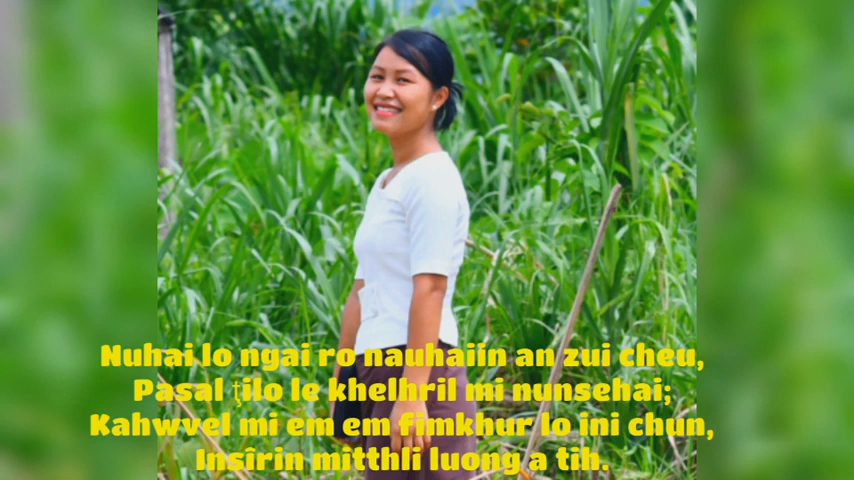 Nuhai lo ngai ro nauhaiin an zui cheu,
Pasal ţilo le khelhril mi nunsehai;
Kahwvel mi em em fimkhur lo ini chun,
Insîrin mitthli luong a tih.